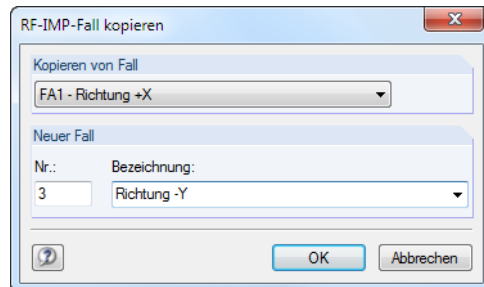 RF-IMP-Fall kopieren
Kopieren von Fall
FA1 - Richtung +X
Neuer Fall
Nr.: Bezeichnung:
3 Richtung -Y
OK Abbrechen